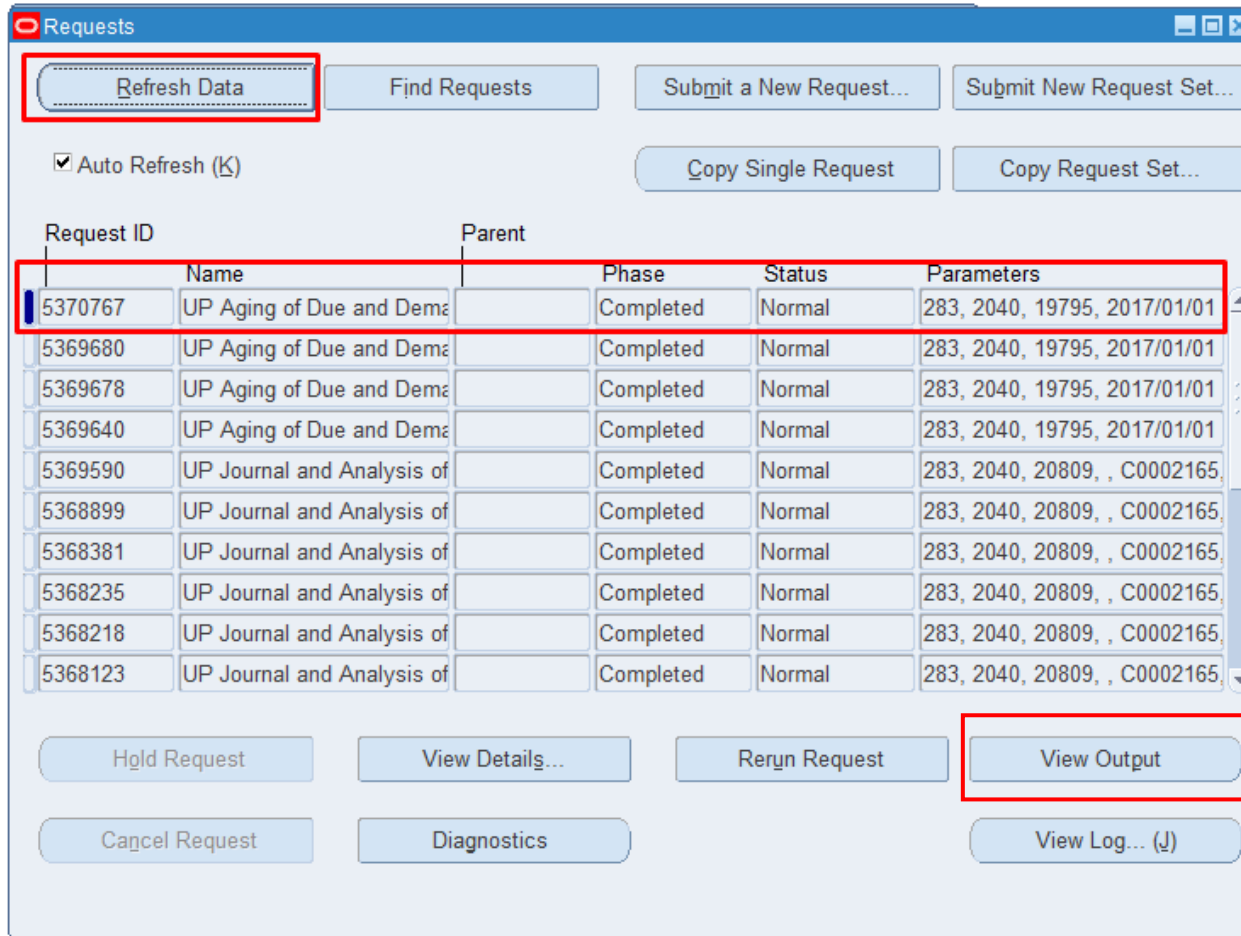 Requests
Refresh Data Find Requests Submit a New Request... Submit New Request Set...
Auto Refresh (K) Copy Single Request Copy Request Set...
Request ID Parent
Name Phase Status Parameters
5370767 UP Aging of Due and Dema Completed Normal 283, 2040, 19795, 2017/01/01
5369680 UP Aging of Due and Dema Completed Normal 283, 2040, 19795, 2017/01/01
5369678 UP Aging of Due and Dema Completed Normal 283, 2040, 19795, 2017/01/01
5369640 UP Aging of Due and Dema Completed Normal 283, 2040, 19795, 2017/01/01
5369590 UP Journal and Analysis of Completed Normal 283, 2040, 20809, , C0002165,
5368899 UP Journal and Analysis of Completed Normal 283, 2040, 20809, , C0002165,
5368381 UP Journal and Analysis of Completed Normal 283, 2040, 20809, , C0002165,
5368235 UP Journal and Analysis of Completed Normal 283, 2040, 20809, , C0002165,
5368218 UP Journal and Analysis of Completed Normal 283, 2040, 20809, , C0002165,
5368123 UP Journal and Analysis of Completed Normal 283, 2040, 20809, , C0002165,
Hold Request View Details... Rerun Request View Output
Cancel Request Diagnostics View Log... (J)